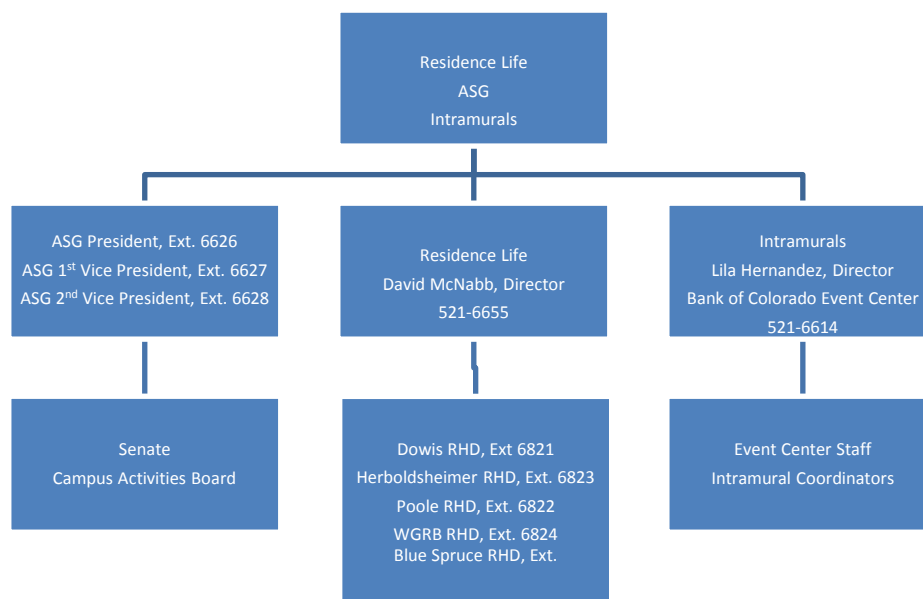 Residence Life
ASG
Intramurals
ASG President, Ext. 6626
ASG 1st Vice President, Ext. 6627
ASG 2nd Vice President, Ext. 6628
Residence Life
David McNabb, Director
521-6655
Intramurals
Lila Hernandez, Director
Bank of Colorado Event Center
521-6614
Senate
Campus Activities Board
Dowis RHD, Ext 6821
Herboldsheimer RHD, Ext. 6823
Poole RHD, Ext. 6822
WGRB RHD, Ext. 6824
Blue Spruce RHD, Ext.
Event Center Staff
Intramural Coordinators